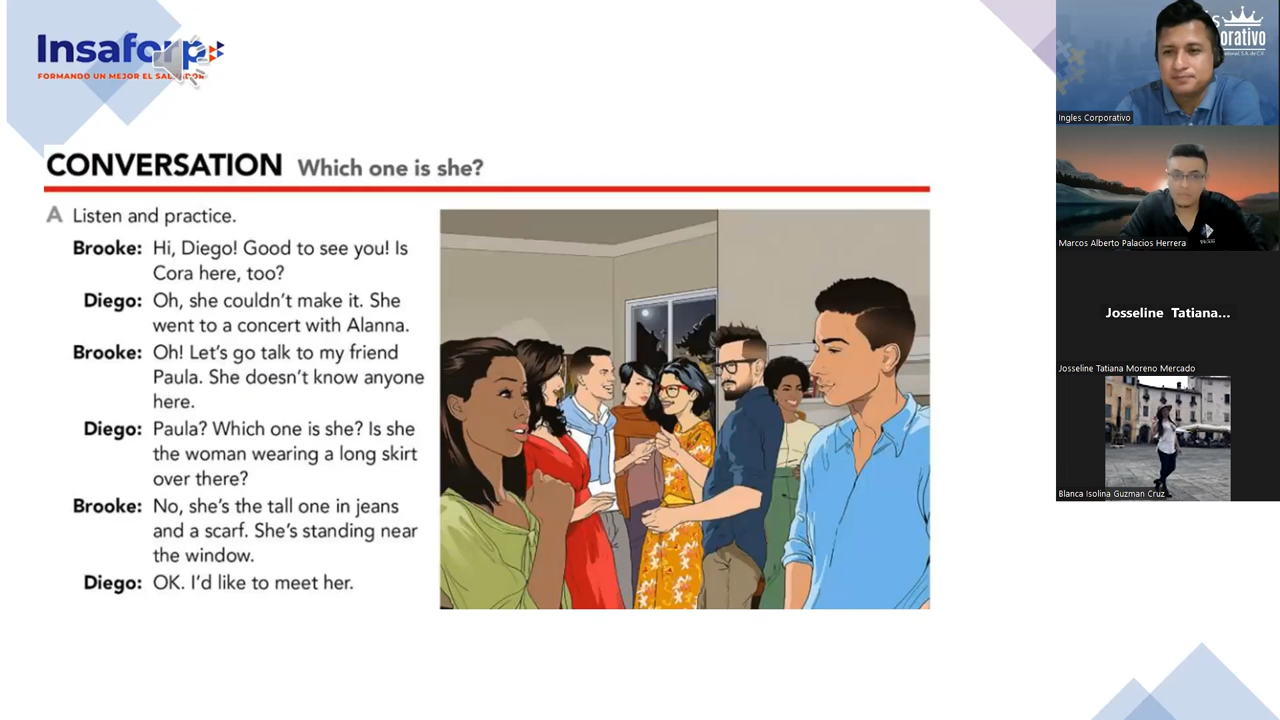 Insaforp
FORMANDO UN MEJOR EL SALVADOR
CONVERSATION Which one is she?
A Listen and practice.
Brooke: Hi, Diego! Good to see you! Is
Cora here, too?
Diego: Oh, she couldn't make it. She
went to a concert with Alanna.
Brooke: Oh! Let's go talk to my friend
Paula. She doesn't know anyone
here.
Diego: Paula? Which one is she? Is she
the woman wearing a long skirt
over there?
Brooke: No, she's the tall one in jeans
and a scarf. She's standing near
the window.
Diego: OK. I'd like to meet her.
orativo
Ingles Corporativo
Marcos Alberto Palacios Herrera
Josseline Tatiana...
Josseline Tatiana Moreno Mercado
Blanca Isolina Guzman Cruz